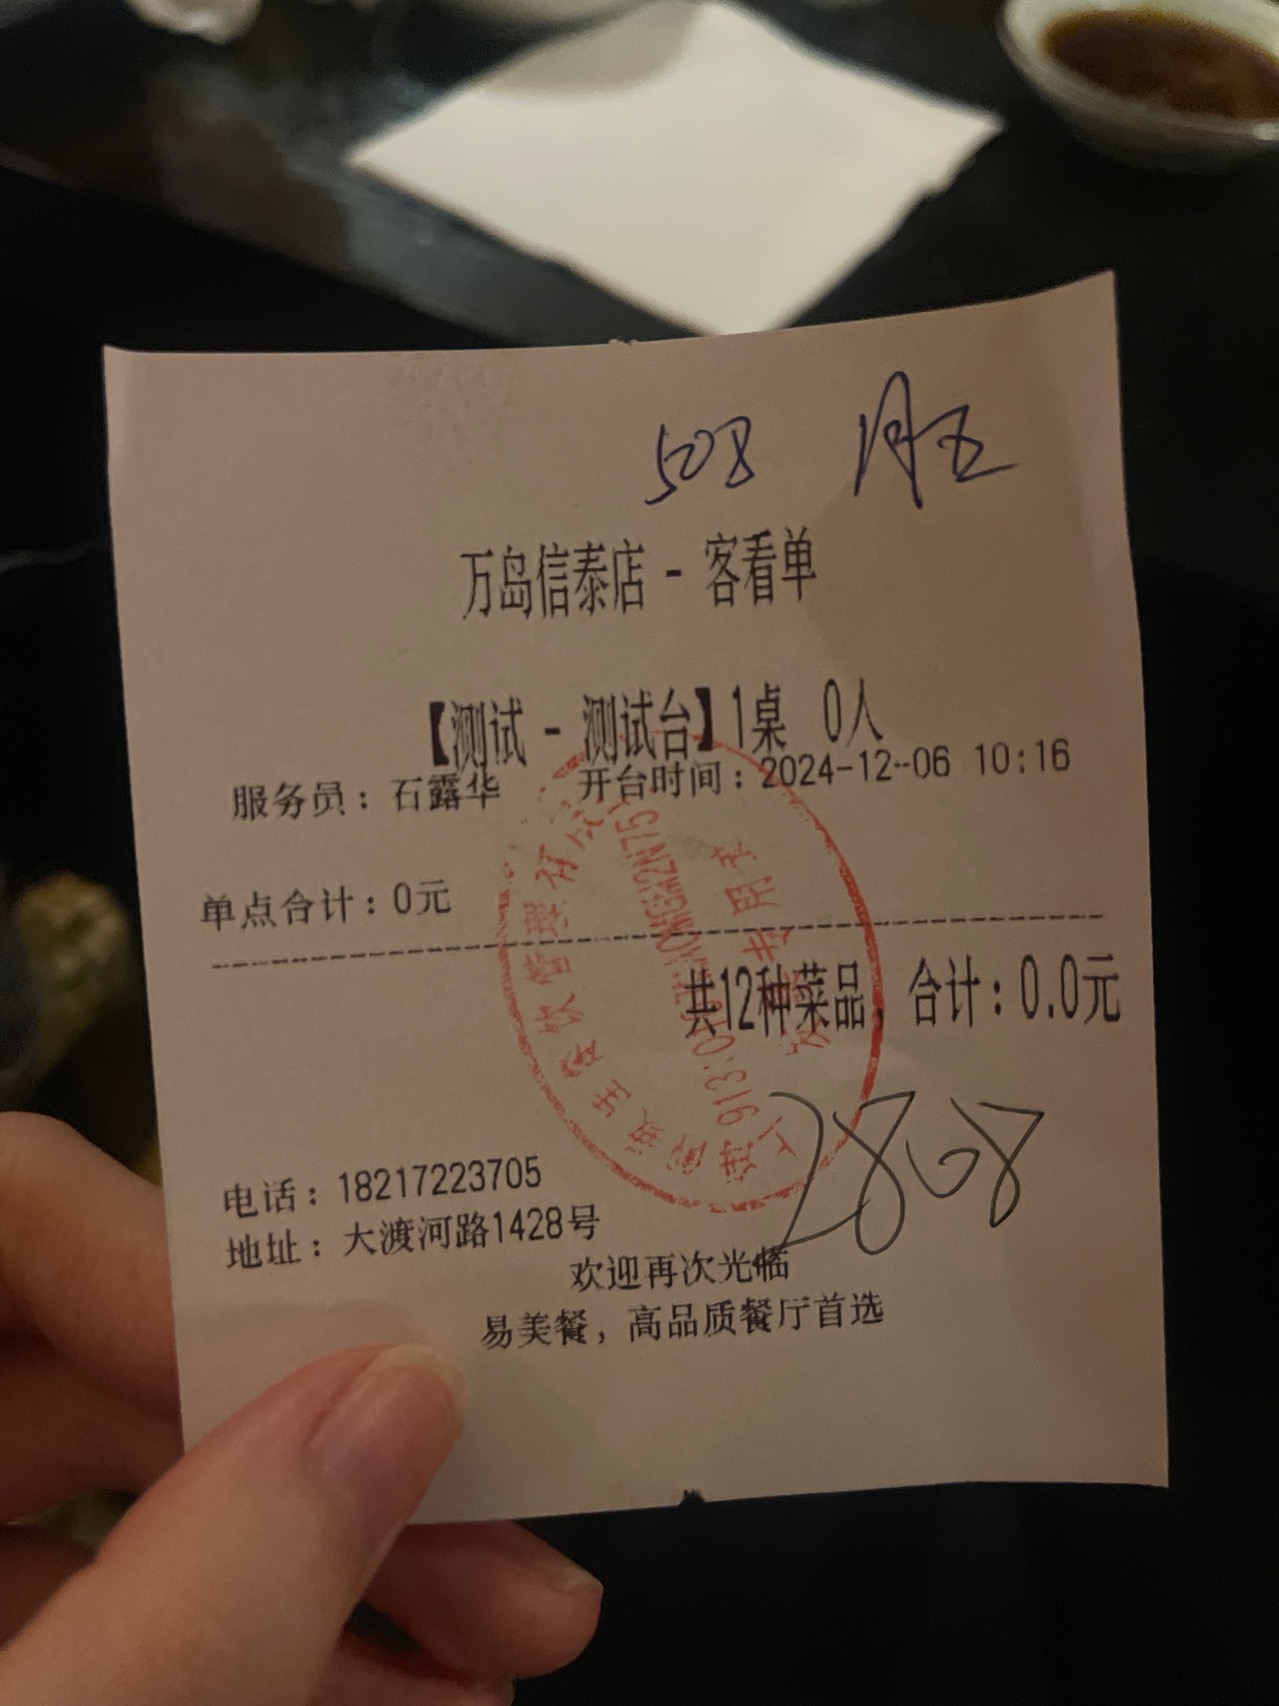 508
万岛信泰店 - 客看单
【测试 - 测试台】1桌 0人
服务员：石露华 开台时间：2024-12-06 10:16
单点合计：0元
共12种菜品，合计：0.0元
2868
电话：18217223705
地址：大渡河路1428号
欢迎再次光临
易美餐，高品质餐厅首选